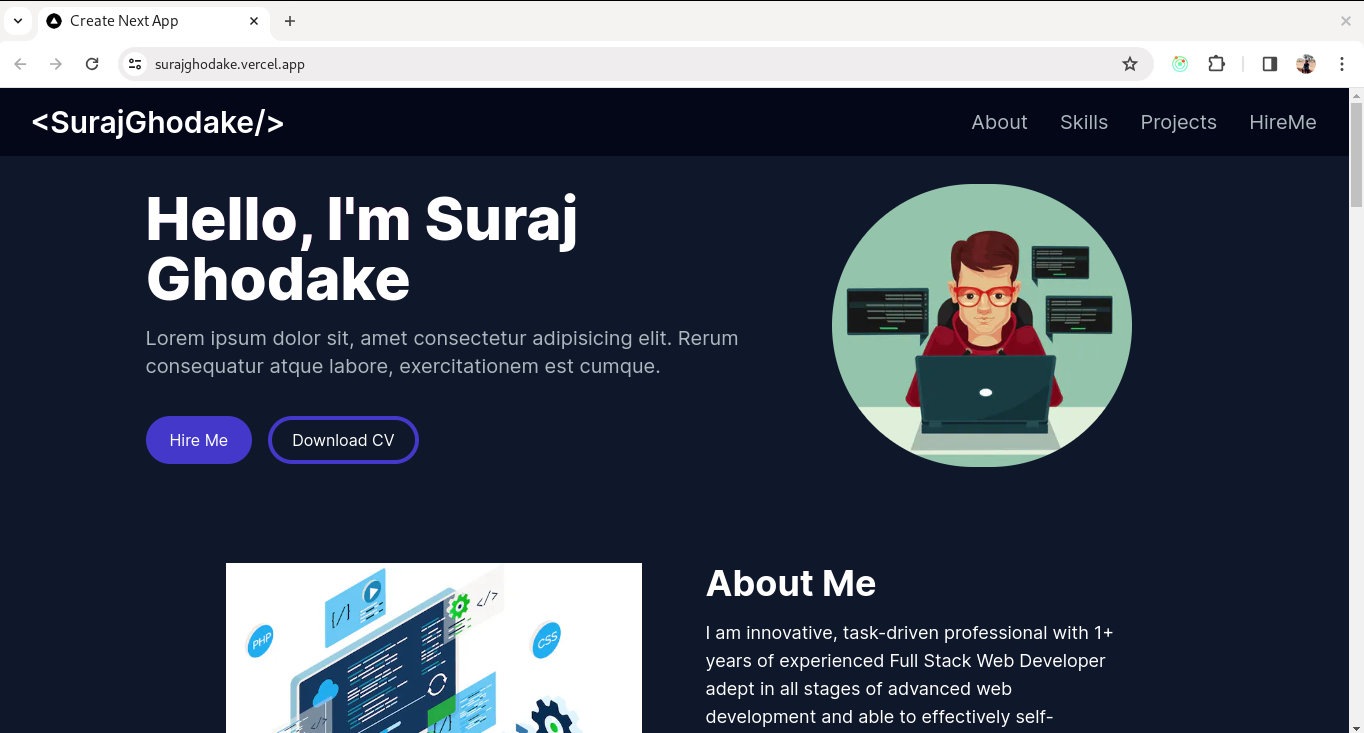 Create Next App
surajghodake.vercel.app
<SurajGhodake/>
About
Skills
Projects
HireMe
Hello, I'm Suraj
Ghodake
Lorem ipsum dolor sit, amet consectetur adipisicing elit. Rerum
consequatur atque labore, exercitationem est cumque.
Hire Me
Download CV
{/}
</>
PHP
CSS
</>
About Me
I am innovative, task-driven professional with 1+
years of experienced Full Stack Web Developer
adept in all stages of advanced web
development and able to effectively self-